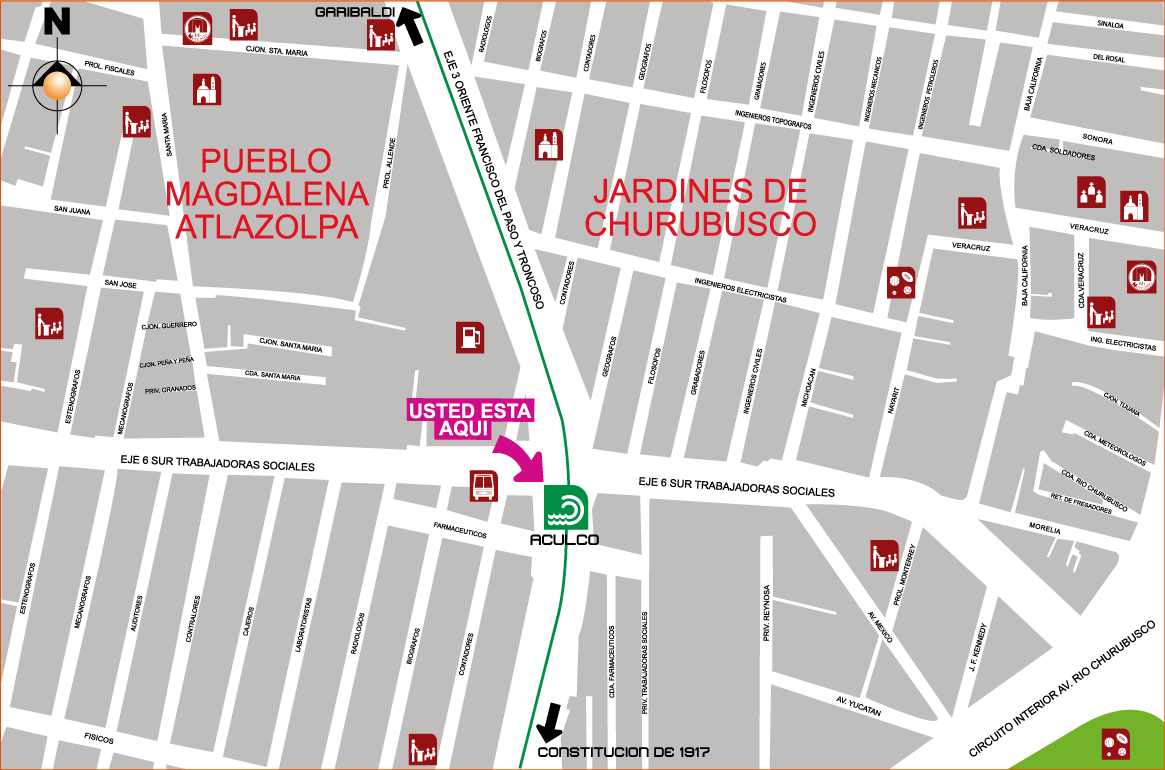 N
GARIBALDI
CJON. STA. MARIA
PROL. FISCALES
SANTA MARIA
PROL. ALLENDE
EJE 3 ORIENTE FRANCISCO DEL PASO Y TRONCOSO
RADIOLOGOS
BIOGRAFOS
CONTADORES
GEOGRAFOS
FILOSOFOS
GRABADORES
INGENIEROS CIVILES
INGENIEROS MECANICOS
INGENIEROS PETROLEROS
BAJA CALIFORNIA
SINALOA
DEL ROSAL
INGENIEROS TOPOGRAFOS
SONORA
CDA. SOLDADORES
PUEBLO
MAGDALENA
ATLAZOLPA
JARDINES DE
CHURUBUSCO
SAN JUANA
VERACRUZ
VERACRUZ
BAJA CALIFORNIA
CDA. VERACRUZ
SAN JOSE
CONTADORES
INGENIEROS ELECTRICISTAS
ING. ELECTRICISTAS
CJON. GUERRERO
CJON. SANTA MARIA
CJON. PEÑA Y PEÑA
CDA. SANTA MARIA
PRIV. GRANADOS
ESTENOGRAFOS
MECANOGRAFOS
GEOGRAFOS
FILOSOFOS
GRABADORES
INGENIEROS CIVILES
MICHOACAN
NAYARIT
CJON. TIJUANA
CDA. METEOROLOGOS
CDA. RIO CHURUBUSCO
RET. DE FRESADORES
MORELIA
USTED ESTA
AQUI
EJE 6 SUR TRABAJADORAS SOCIALES
EJE 6 SUR TRABAJADORAS SOCIALES
ACULCO
FARMACEUTICOS
ESTENOGRAFOS
MECANOGRAFOS
AUDITORES
CONTRALORES
CAJEROS
LABORATORISTAS
RADIOLOGOS
BIOGRAFOS
CONTADORES
CDA. FARMACEUTICOS
PRIV. TRABAJADORAS SOCIALES
PRIV. REYNOSA
AV. MEXICO
PROL. MONTERREY
J. F. KENNEDY
AV. YUCATAN
CIRCUITO INTERIOR AV. RIO CHURUBUSCO
FISICOS
CONSTITUCION DE 1917